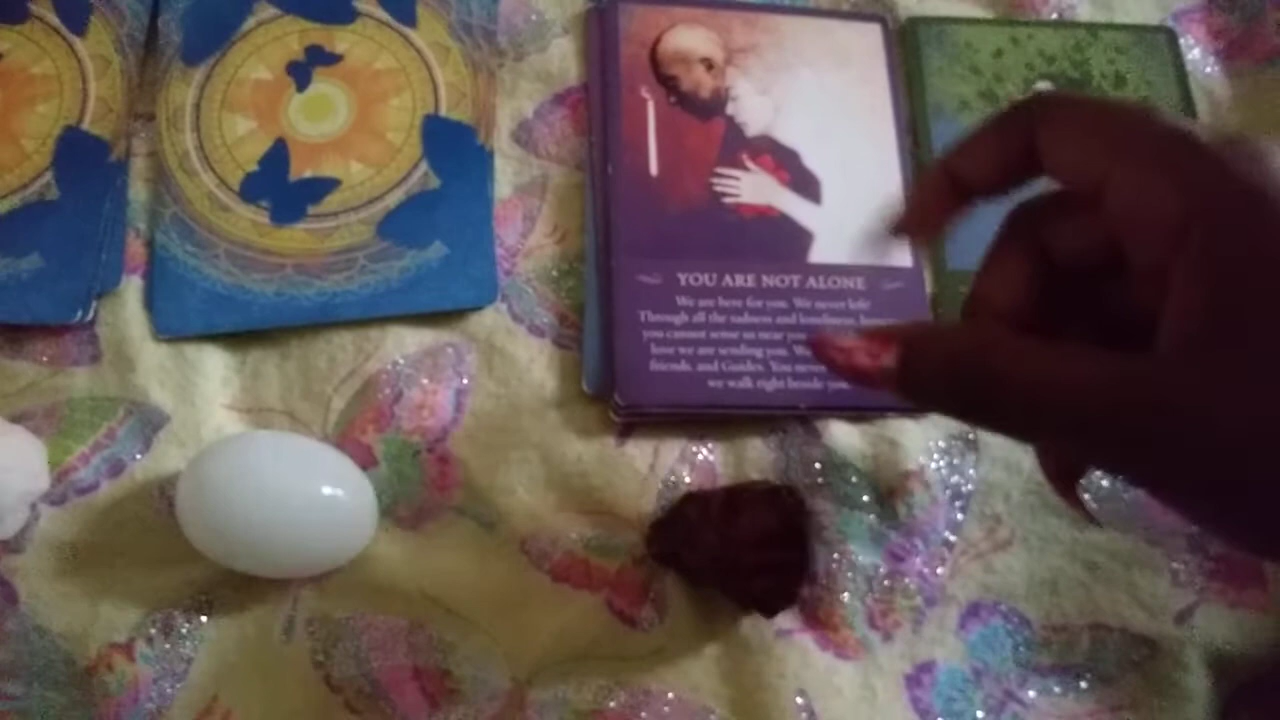 YOU ARE NOT ALONE
We are here for you. We never left!
Through all the sadness and loneliness,
you cannot sense us near you
love we are sending you. We
friends, and Guides. You never
we walk right beside you